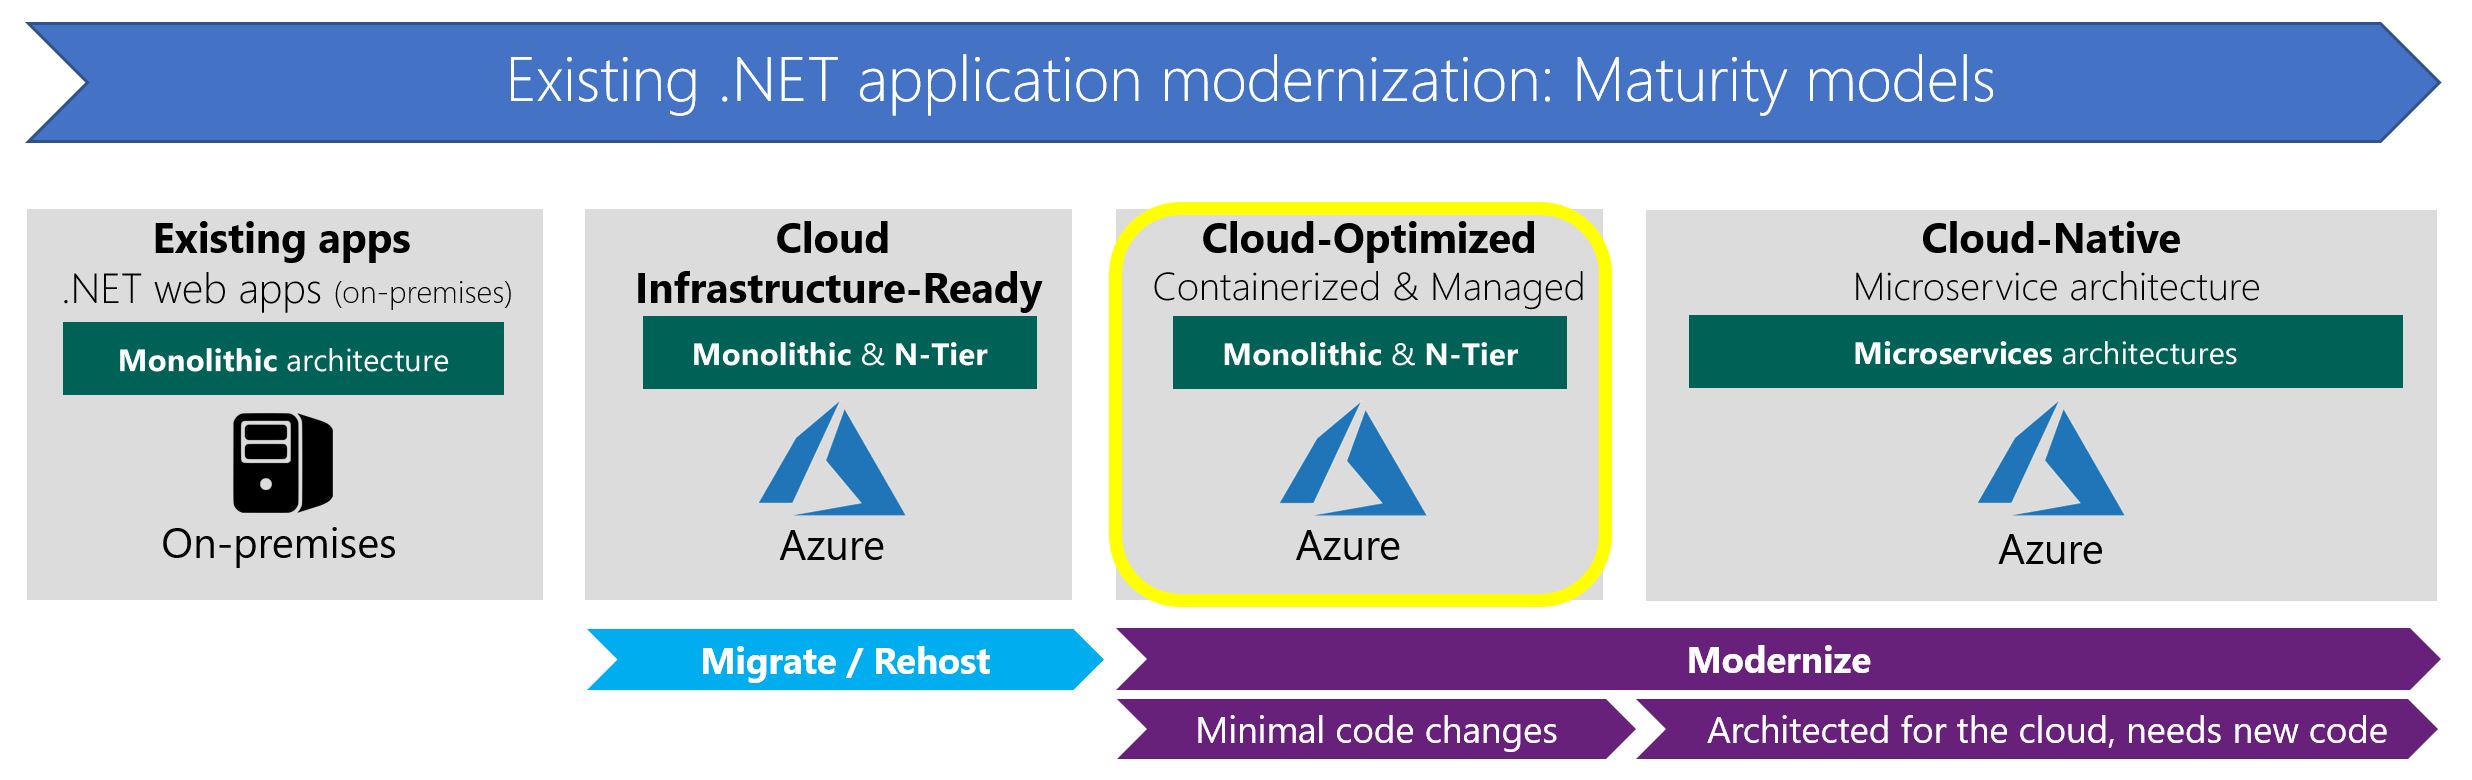 Existing .NET application modernization: Maturity models
Existing apps
.NET web apps (on-premises)
Monolithic architecture
On-premises
Cloud
Infrastructure-Ready
Monolithic & N-Tier
Azure
Cloud-Optimized
Containerized & Managed
Monolithic & N-Tier
Azure
Cloud-Native
Microservice architecture
Microservices architectures
Azure
Migrate / Rehost
Modernize
Minimal code changes
Architected for the cloud, needs new code